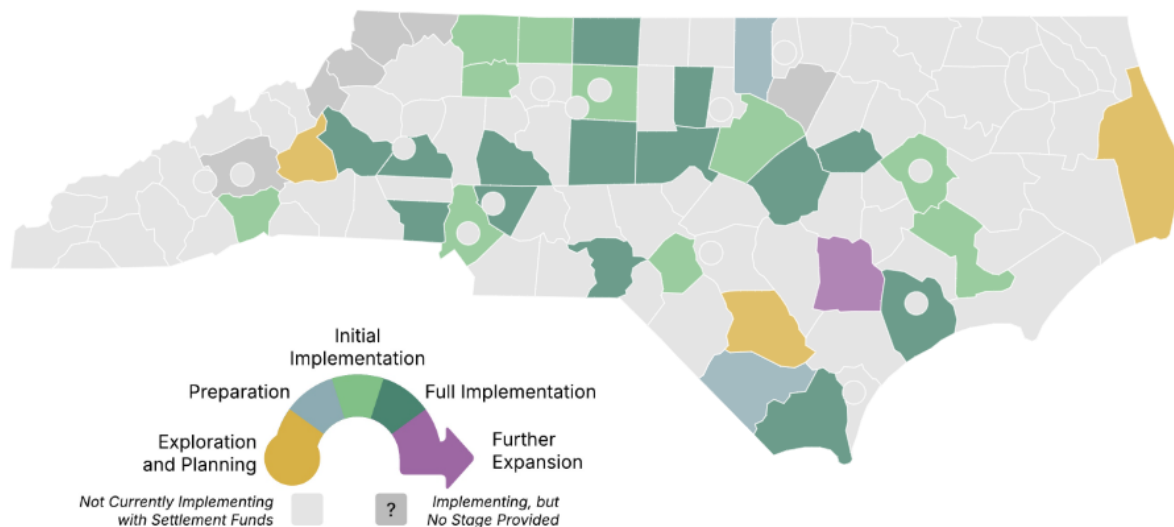 Initial
Implementation
Preparation
Full Implementation
Exploration
and Planning
Further
Expansion
Not Currently Implementing
with Settlement Funds
?
Implementing, but
No Stage Provided